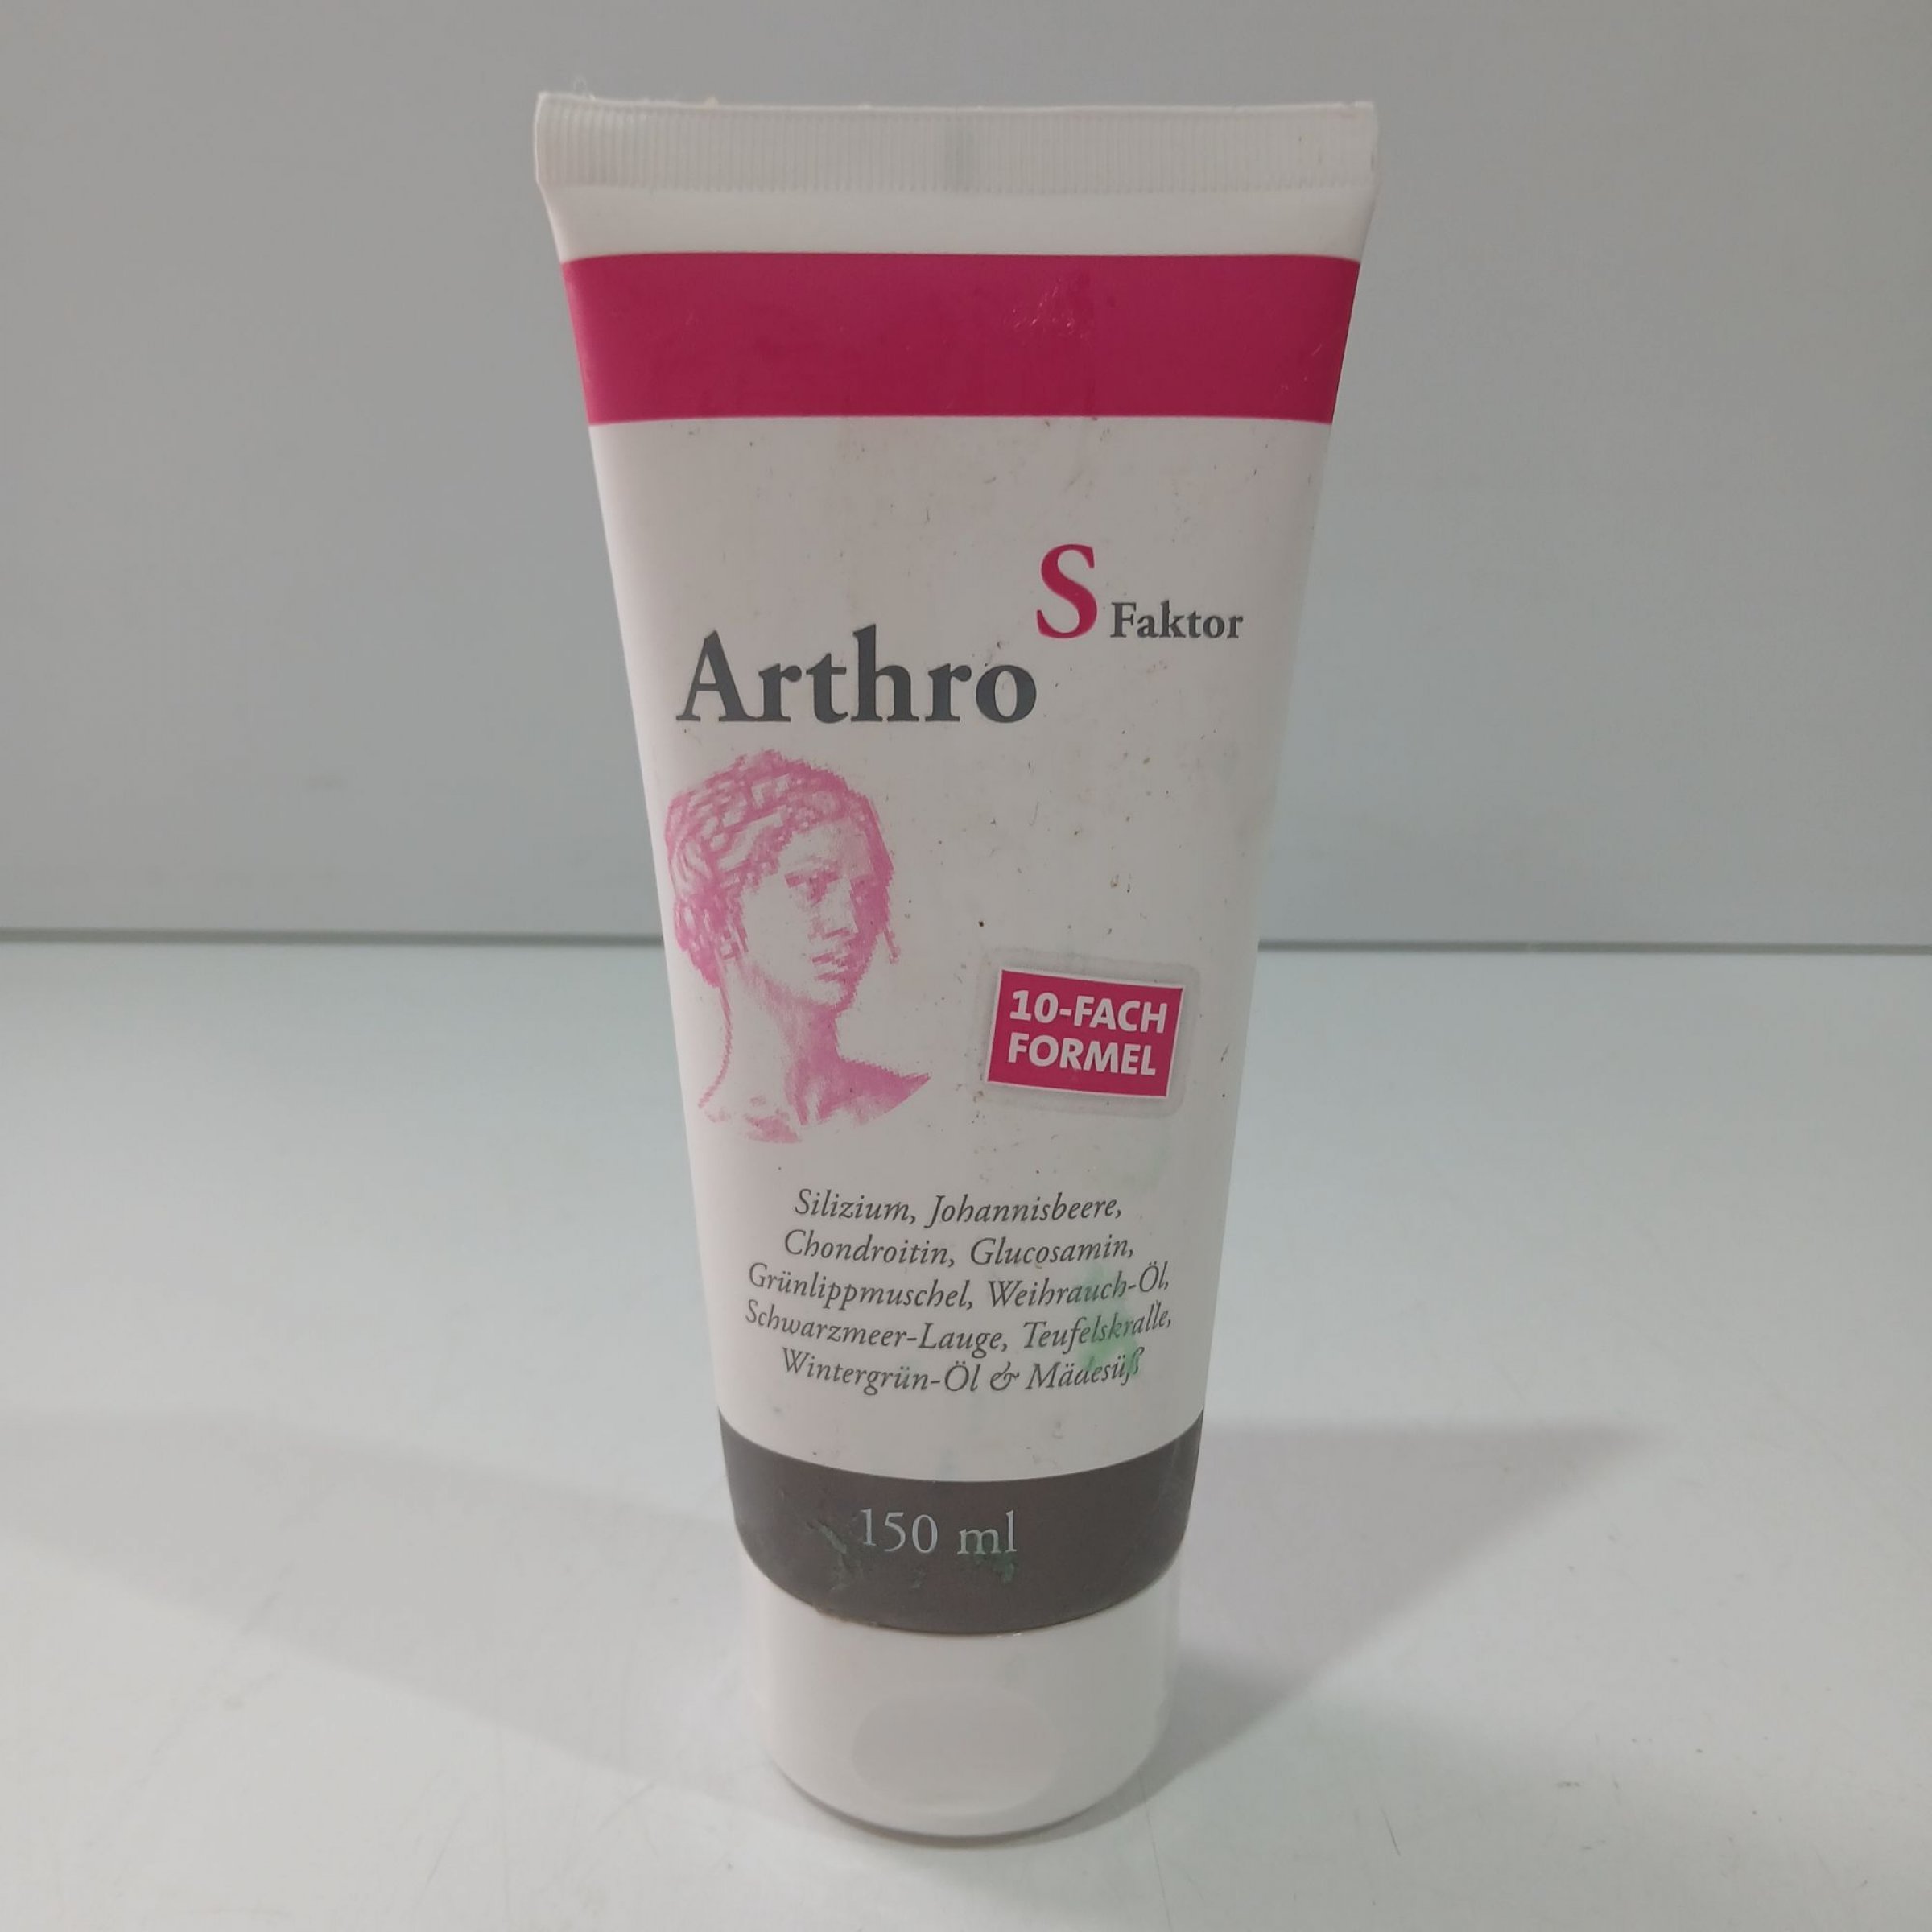 Arthro S Faktor
10-FACH
FORMEL
Silizium, Johannisbeere,
Chondroitin, Glucosamin,
Grünlippmuschel, Weihrauch-Öl,
Schwarzmeer-Lauge, Teufelskralle,
Wintergrün-Öl & Mädesüß
150 ml